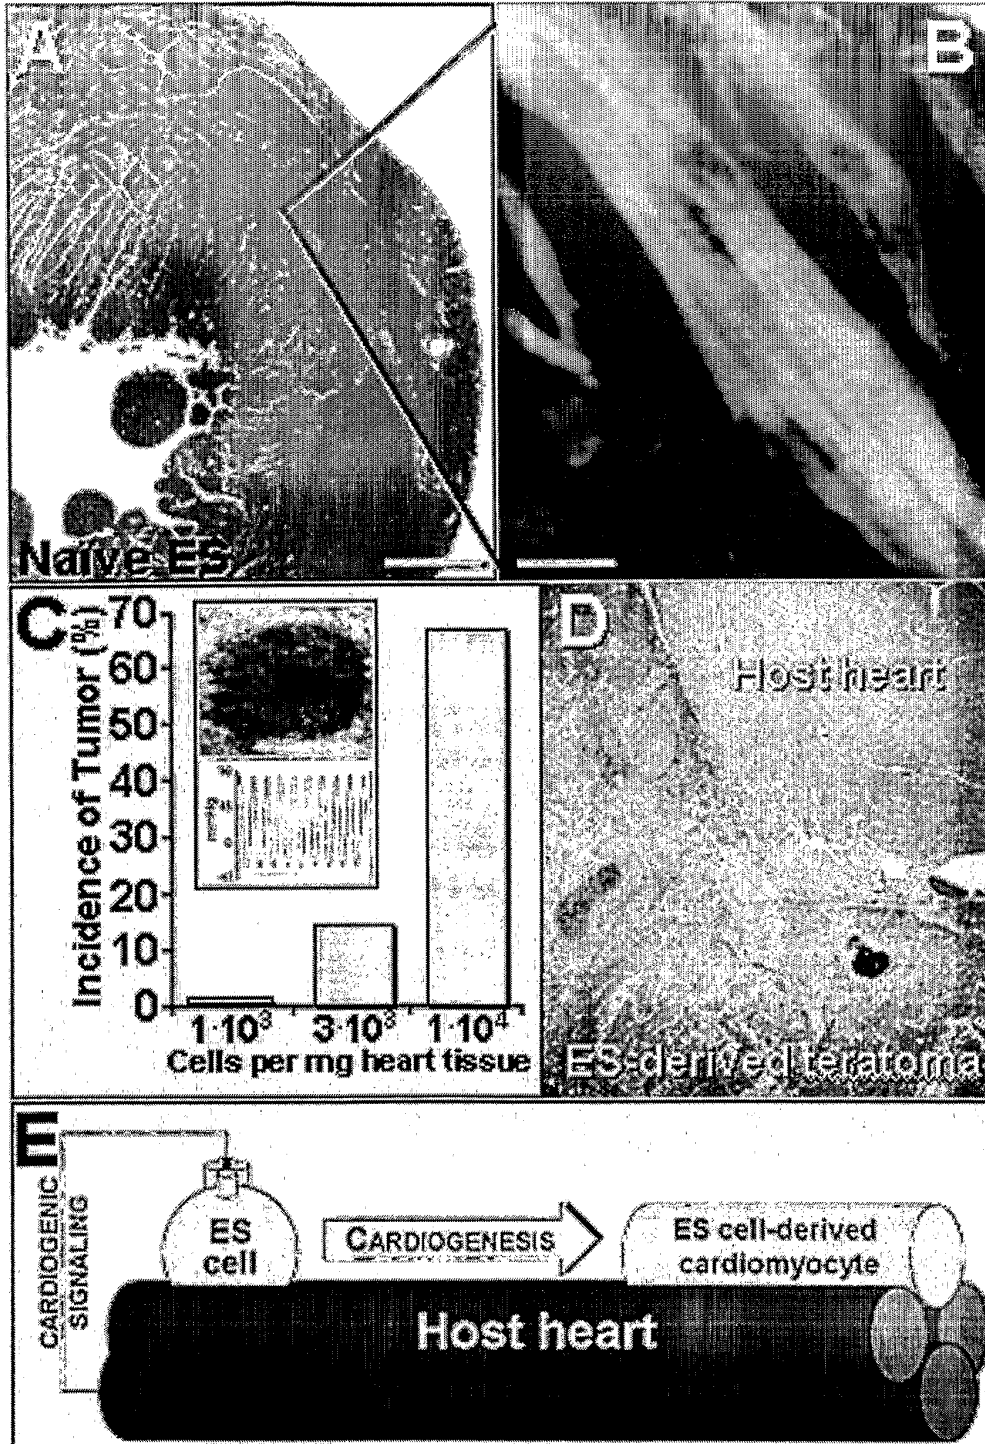 A
B
Naïve ES
C
Incidence of Tumor (%)
70
60
50
40
30
20
10
0
1·10³ 3·10³ 1·10⁴
Cells per mg heart tissue
D
Host heart
ES-derived teratoma
E
CARDIOGENIC
SIGNALING
ES
cell
CARDIOGENESIS
ES cell-derived
cardiomyocyte
Host heart